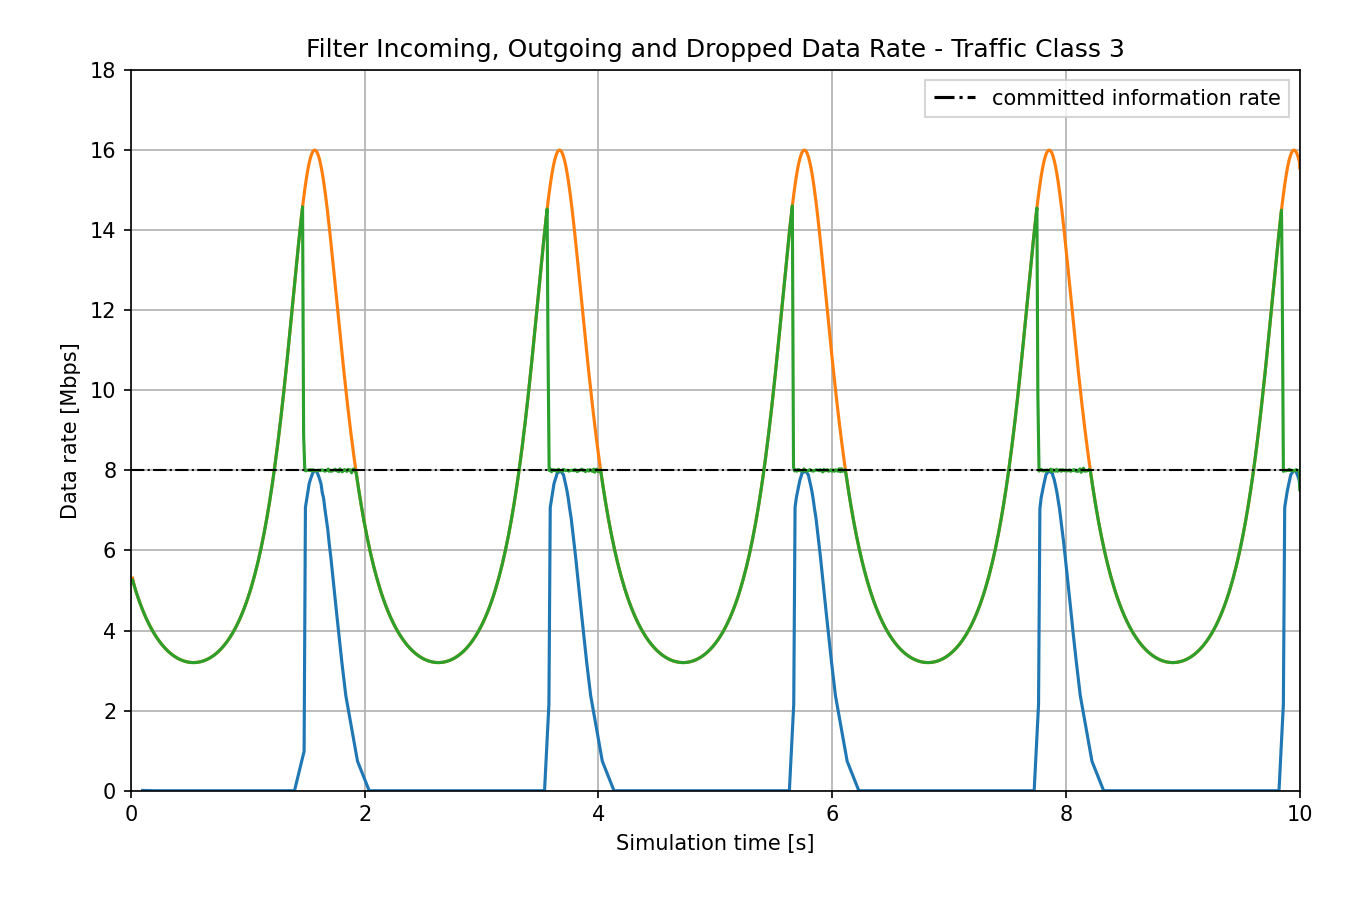 Filter Incoming, Outgoing and Dropped Data Rate - Traffic Class 3
committed information rate
Data rate [Mbps]
18
16
14
12
10
8
6
4
2
0
0 2 4 6 8 10
Simulation time [s]